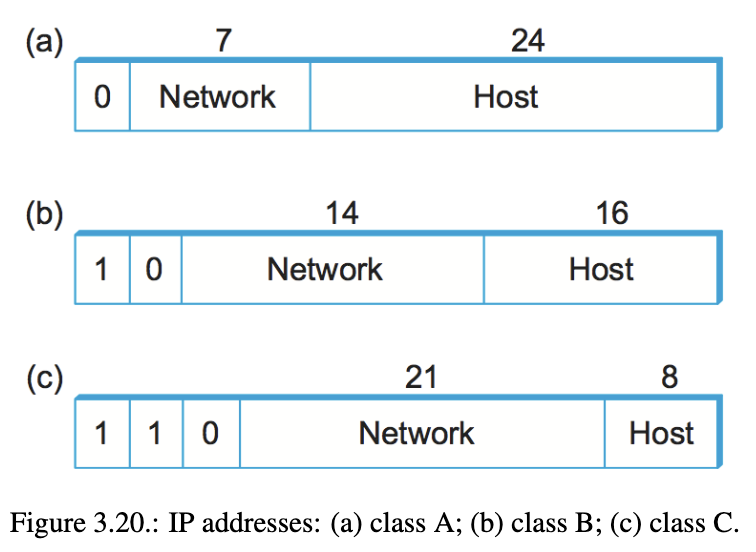 (a) 7 24
0 Network Host
(b) 14 16
1 0 Network Host
(c) 21 8
1 1 0 Network Host
Figure 3.20.: IP addresses: (a) class A; (b) class B; (c) class C.